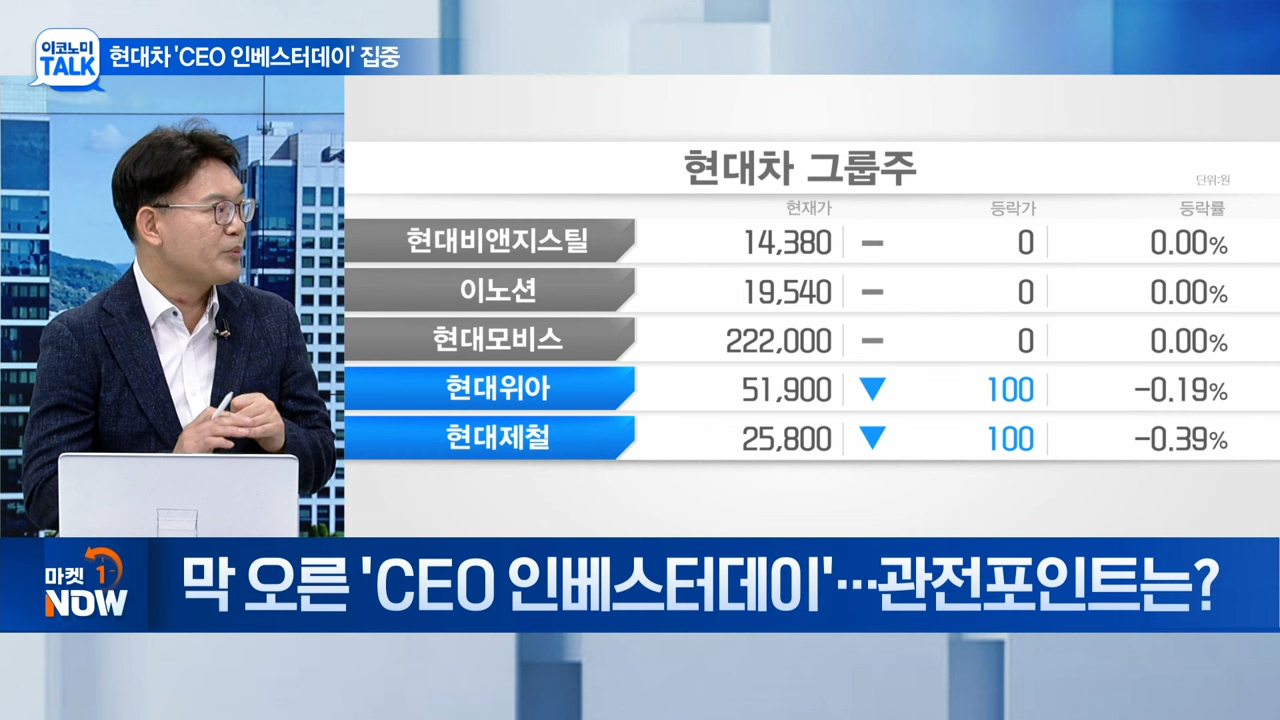 이코노미
TALK
현대차 'CEO 인베스터데이' 집중
현대차 그룹주
단위:원
현재가 등락가 등락률
현대비앤지스틸 14,380 – 0 0.00%
이노션 19,540 – 0 0.00%
현대모비스 222,000 – 0 0.00%
현대위아 51,900 ▼ 100 -0.19%
현대제철 25,800 ▼ 100 -0.39%
마켓 1
NOW
막 오른 'CEO 인베스터데이'…관전포인트는?